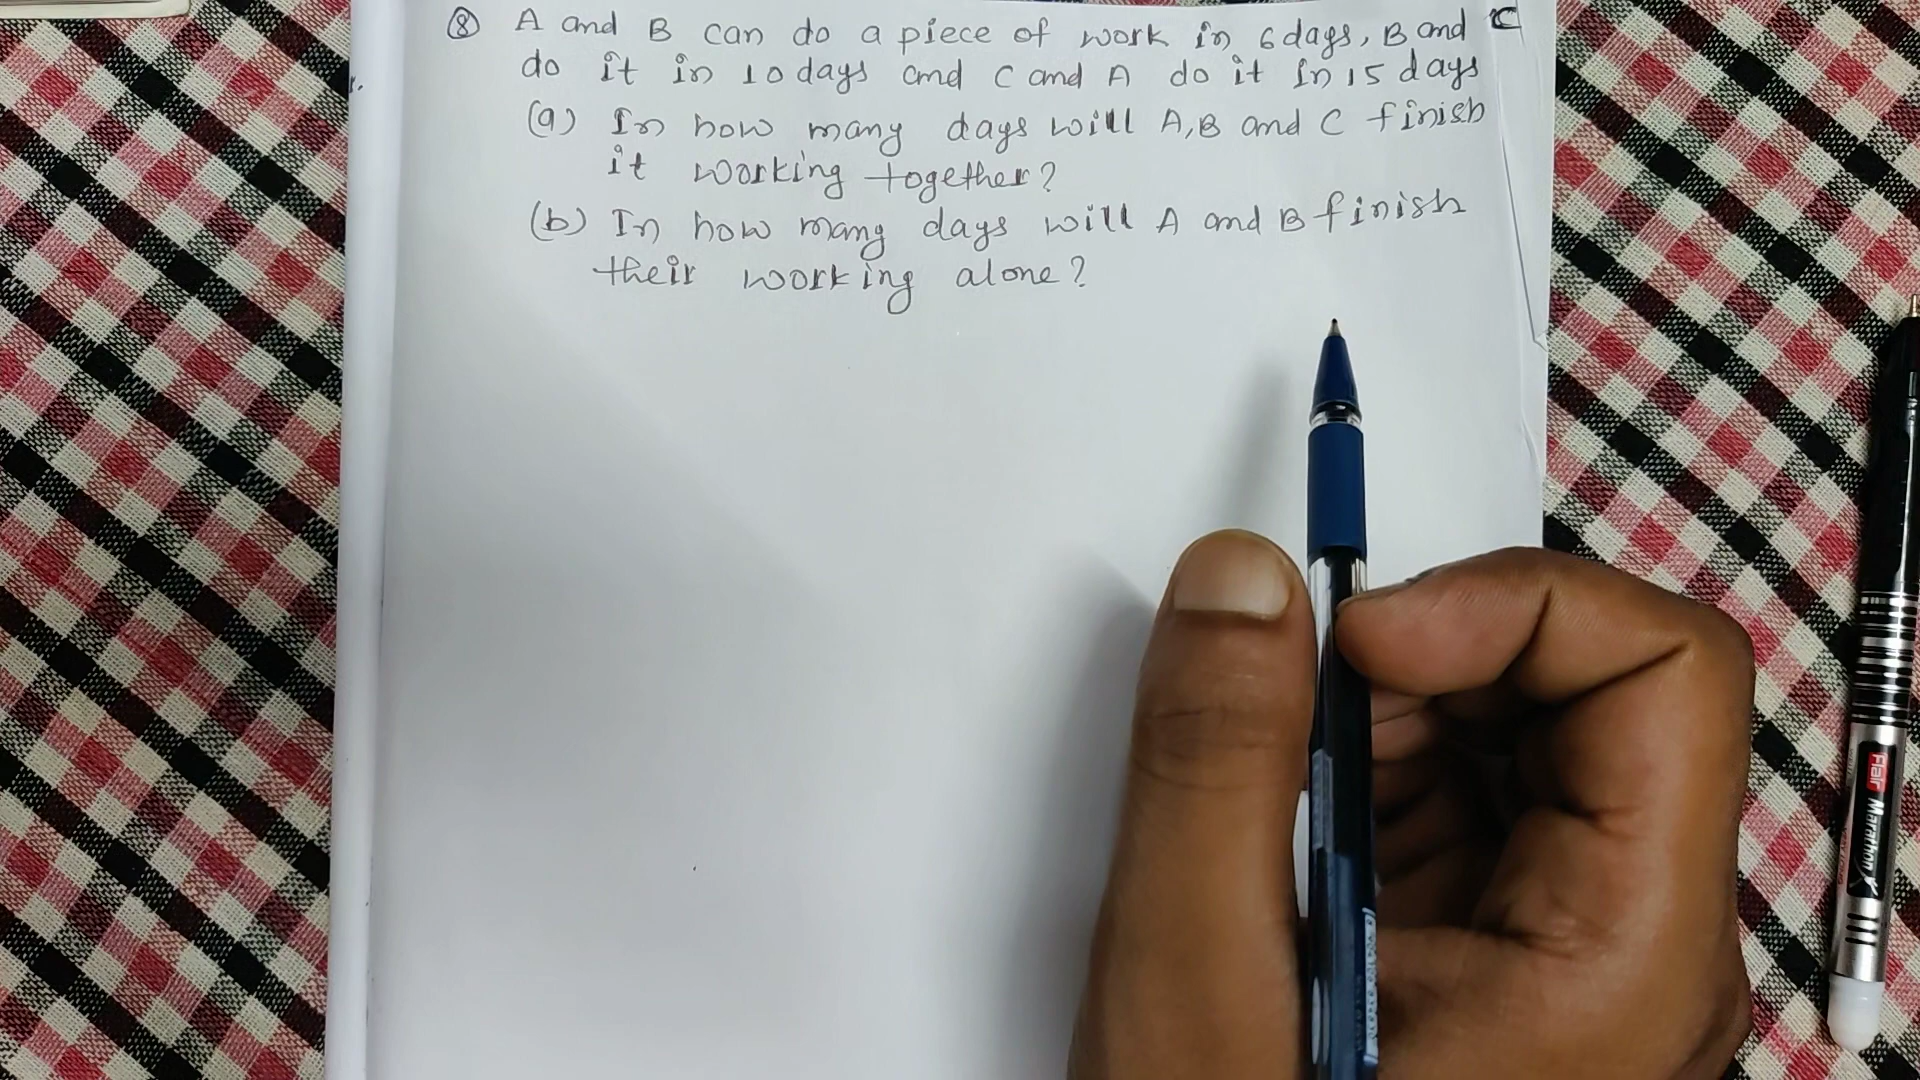 ⑧ A and B can do a piece of work in 6 days, B and C
do it in 10 days and C and A do it in 15 days
(a) In how many days will A, B and C finish
it working together?
(b) In how many days will A and B finish
their working alone?
Flair Marathon X